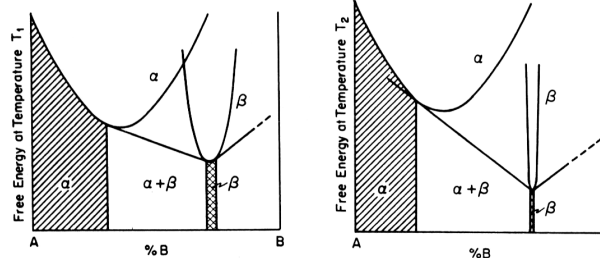 Free Energy at Temperature T₁
α
β
α
α+β
β
A
%B
B
Free Energy at Temperature T₂
α
β
α
α+β
β
A
%B